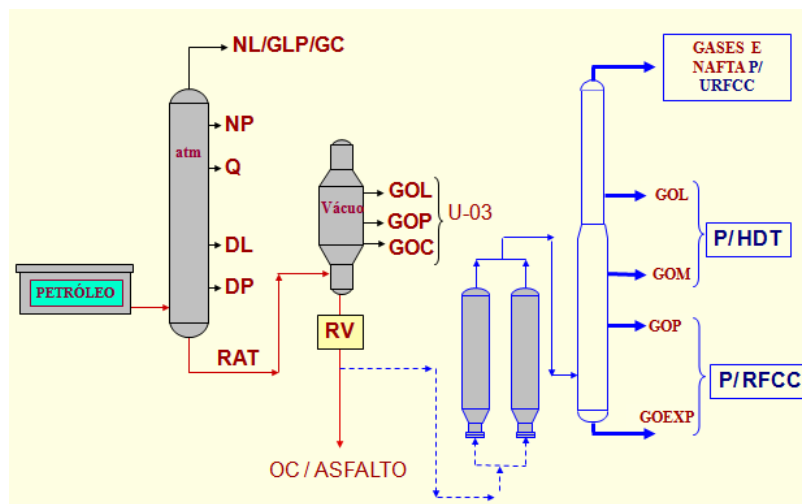 NL/GLP/GC
NP
atm
Q
DL
DP
PETRÓLEO
RAT
Vácuo
GOL
GOP
GOC
U-03
RV
OC / ASFALTO
GASES E
NAFTA P/
URFCC
GOL
GOM
P/ HDT
GOP
GOEXP
P/ RFCC